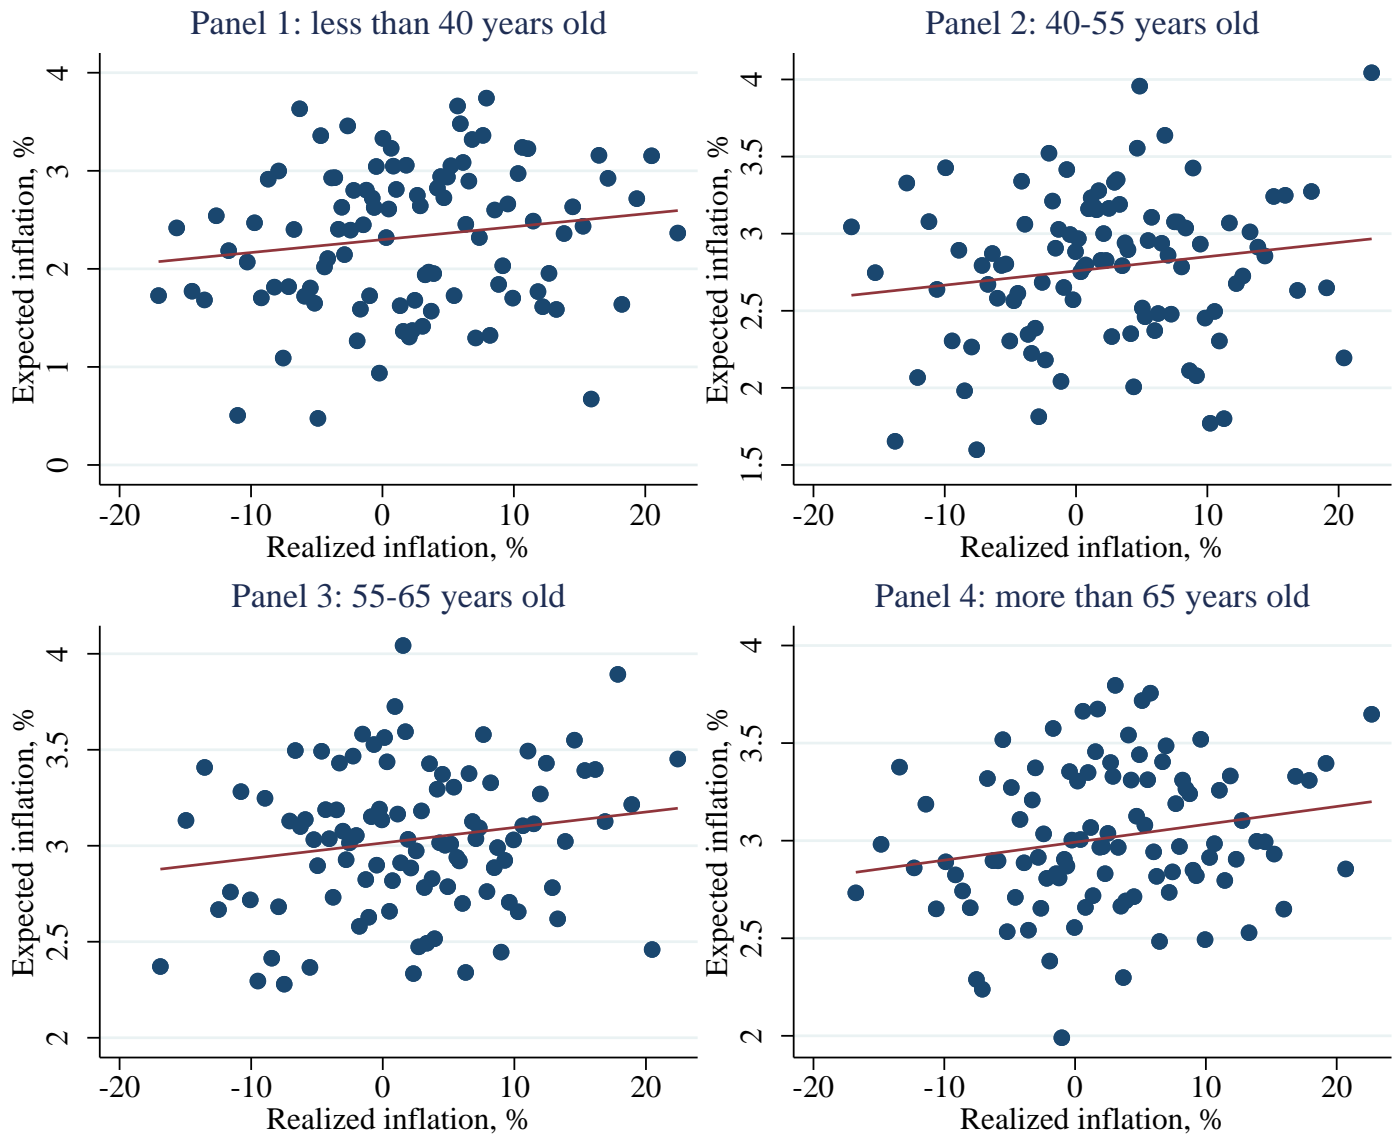 Panel 1: less than 40 years old
Expected inflation, %
4
3
2
1
0
-20 -10 0 10 20
Realized inflation, %
Panel 2: 40-55 years old
Expected inflation, %
4
3.5
3
2.5
2
1.5
-20 -10 0 10 20
Realized inflation, %
Panel 3: 55-65 years old
Expected inflation, %
4
3.5
3
2.5
2
-20 -10 0 10 20
Realized inflation, %
Panel 4: more than 65 years old
Expected inflation, %
4
3.5
3
2.5
2
-20 -10 0 10 20
Realized inflation, %